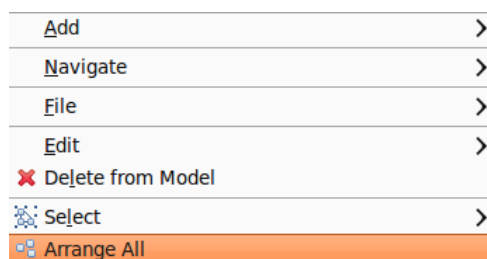 Add
Navigate
File
Edit
Delete from Model
Select
Arrange All